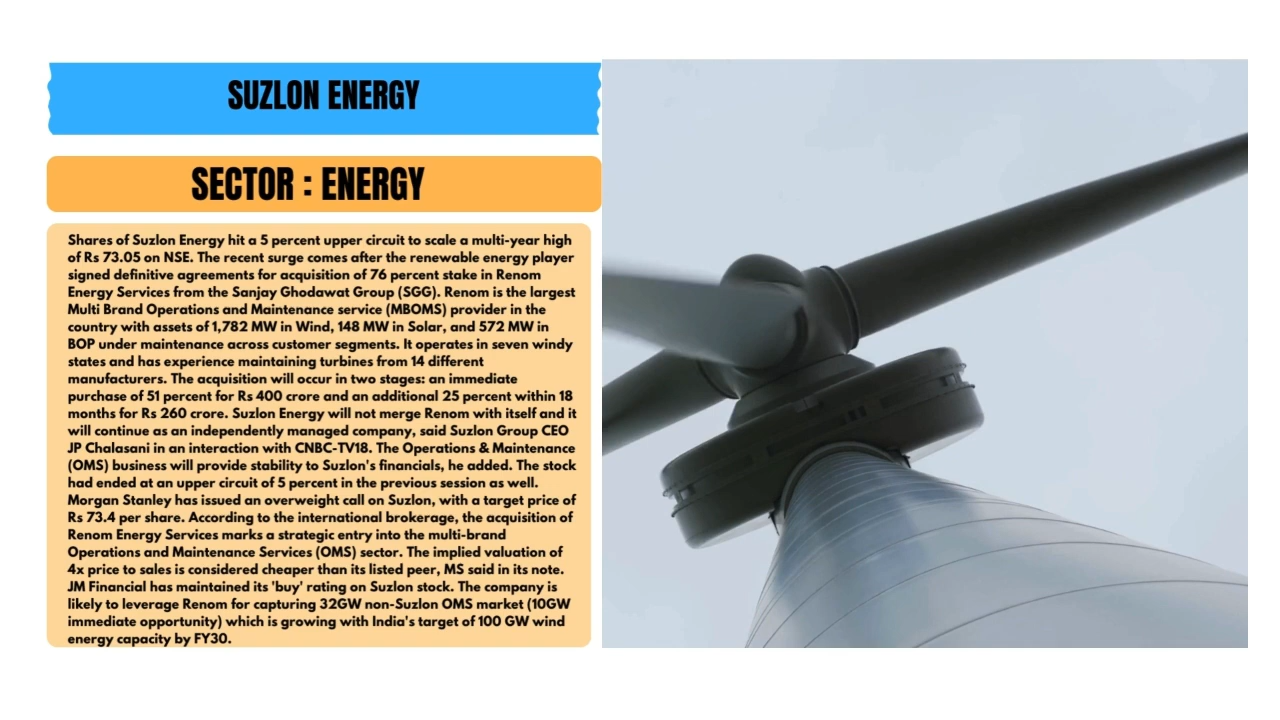 SUZLON ENERGY
SECTOR : ENERGY
Shares of Suzlon Energy hit a 5 percent upper circuit to scale a multi-year high
of Rs 73.05 on NSE. The recent surge comes after the renewable energy player
signed definitive agreements for acquisition of 76 percent stake in Renom
Energy Services from the Sanjay Ghodawat Group (SGG). Renom is the largest
Multi Brand Operations and Maintenance service (MBOMS) provider in the
country with assets of 1,782 MW in Wind, 148 MW in Solar, and 572 MW in
BOP under maintenance across customer segments. It operates in seven windy
states and has experience maintaining turbines from 14 different
manufacturers. The acquisition will occur in two stages: an immediate
purchase of 51 percent for Rs 400 crore and an additional 25 percent within 18
months for Rs 260 crore. Suzlon Energy will not merge Renom with itself and it
will continue as an independently managed company, said Suzlon Group CEO
JP Chalasani in an interaction with CNBC-TV18. The Operations & Maintenance
(OMS) business will provide stability to Suzlon's financials, he added. The stock
had ended at an upper circuit of 5 percent in the previous session as well.
Morgan Stanley has issued an overweight call on Suzlon, with a target price of
Rs 73.4 per share. According to the international brokerage, the acquisition of
Renom Energy Services marks a strategic entry into the multi-brand
Operations and Maintenance Services (OMS) sector. The implied valuation of
4x price to sales is considered cheaper than its listed peer, MS said in its note.
JM Financial has maintained its 'buy' rating on Suzlon stock. The company is
likely to leverage Renom for capturing 32GW non-Suzlon OMS market (10GW
immediate opportunity) which is growing with India's target of 100 GW wind
energy capacity by FY30.